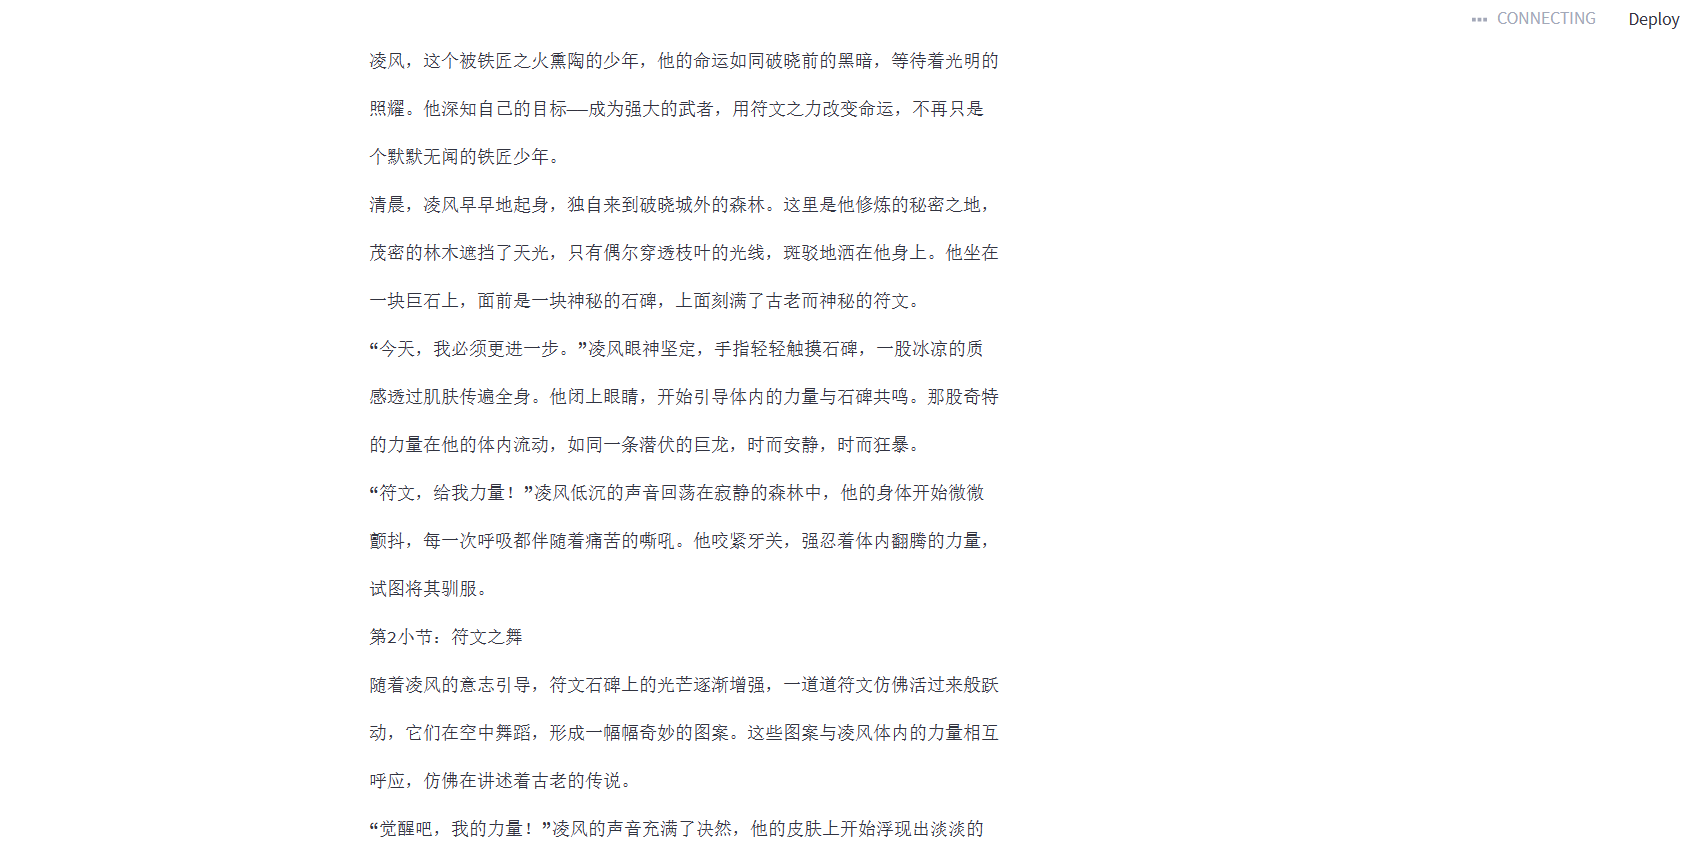 CONNECTING
Deploy
凌风，这个被铁匠之火熏陶的少年，他的命运如同破晓前的黑暗，等待着光明的
照耀。他深知自己的目标——成为强大的武者，用符文之力改变命运，不再只是
个默默无闻的铁匠少年。
清晨，凌风早早地起身，独自来到破晓城外的森林。这里是他修炼的秘密之地，
茂密的林木遮挡了天光，只有偶尔穿透枝叶的光线，斑驳地洒在他身上。他坐在
一块巨石上，面前是一块神秘的石碑，上面刻满了古老而神秘的符文。
“今天，我必须更进一步。”凌风眼神坚定，手指轻轻触摸石碑，一股冰凉的质
感透过肌肤传遍全身。他闭上眼睛，开始引导体内的力量与石碑共鸣。那股奇特
的力量在他的体内流动，如同一条潜伏的巨龙，时而安静，时而狂暴。
“符文，给我力量！”凌风低沉的声音回荡在寂静的森林中，他的身体开始微微
颤抖，每一次呼吸都伴随着痛苦的嘶吼。他咬紧牙关，强忍着体内翻腾的力量，
试图将其驯服。
第2小节：符文之舞
随着凌风的意志引导，符文石碑上的光芒逐渐增强，一道道符文仿佛活过来般跃
动，它们在空中舞蹈，形成一幅幅奇妙的图案。这些图案与凌风体内的力量相互
呼应，仿佛在讲述着古老的传说。
“觉醒吧，我的力量！”凌风的声音充满了决然，他的皮肤上开始浮现出淡淡的